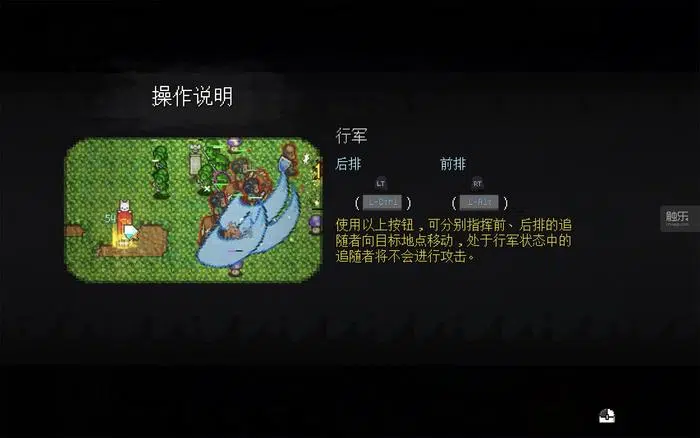 操作说明
行军
后排 前排
LT RT
( L-Ctrl ) ( L-Alt )
使用以上按钮，可分别指挥前、后排的追
随者向目标地点移动，处于行军状态中的
追随者将不会进行攻击。
54
触乐